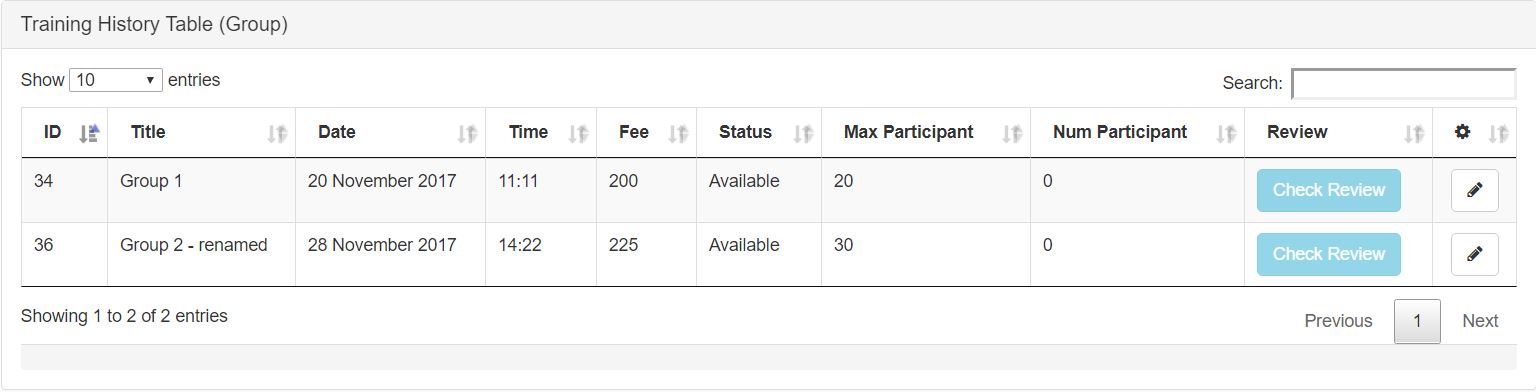 Training History Table (Group)
Show 10 entries
Search:
ID Title Date Time Fee Status Max Participant Num Participant Review
34 Group 1 20 November 2017 11:11 200 Available 20 0 Check Review
36 Group 2 - renamed 28 November 2017 14:22 225 Available 30 0 Check Review
Showing 1 to 2 of 2 entries
Previous 1 Next